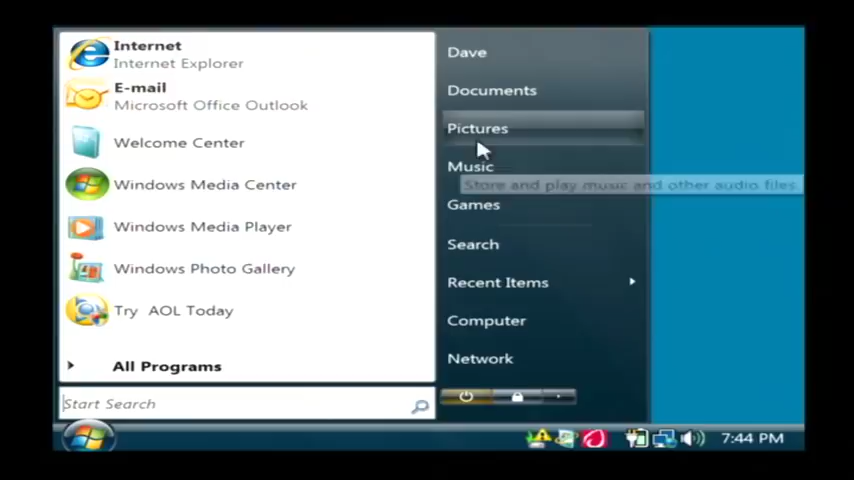 Internet
Internet Explorer
E-mail
Microsoft Office Outlook
Welcome Center
Windows Media Center
Windows Media Player
Windows Photo Gallery
Try AOL Today
All Programs
Start Search
Dave
Documents
Pictures
Music
Store and play music and other audio files.
Games
Search
Recent Items
Computer
Network
7:44 PM